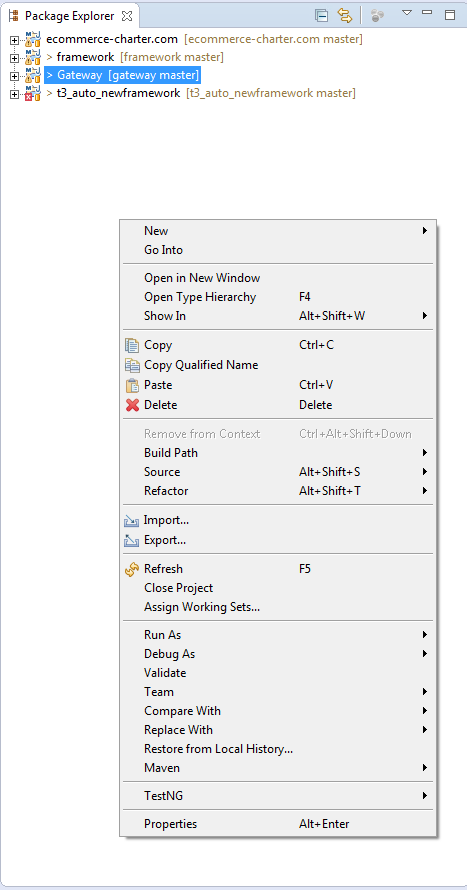 Package Explorer
ecommerce-charter.com [ecommerce-charter.com master]
> framework [framework master]
> Gateway [gateway master]
> t3_auto_newframework [t3_auto_newframework master]
New
Go Into
Open in New Window
Open Type Hierarchy F4
Show In Alt+Shift+W
Copy Ctrl+C
Copy Qualified Name
Paste Ctrl+V
Delete Delete
Remove from Context Ctrl+Alt+Shift+Down
Build Path
Source Alt+Shift+S
Refactor Alt+Shift+T
Import...
Export...
Refresh F5
Close Project
Assign Working Sets...
Run As
Debug As
Validate
Team
Compare With
Replace With
Restore from Local History...
Maven
TestNG
Properties Alt+Enter